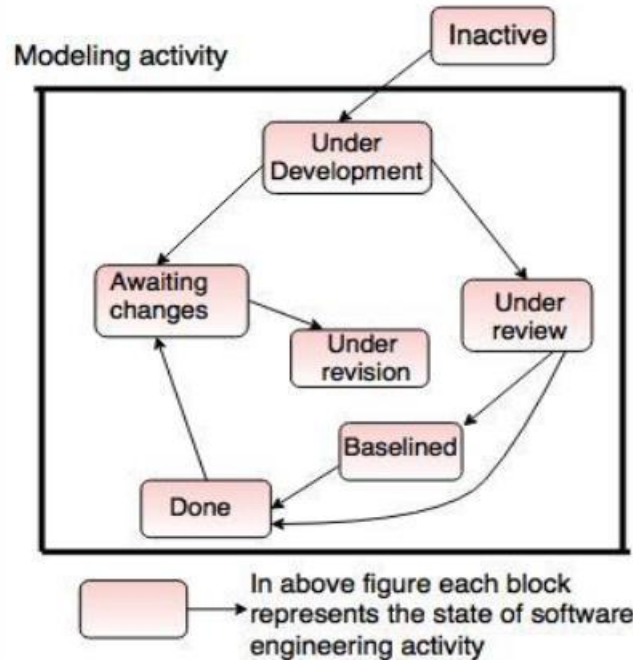 Inactive
Modeling activity
Under
Development
Awaiting
changes
Under
review
Under
revision
Baselined
Done
In above figure each block
represents the state of software
engineering activity